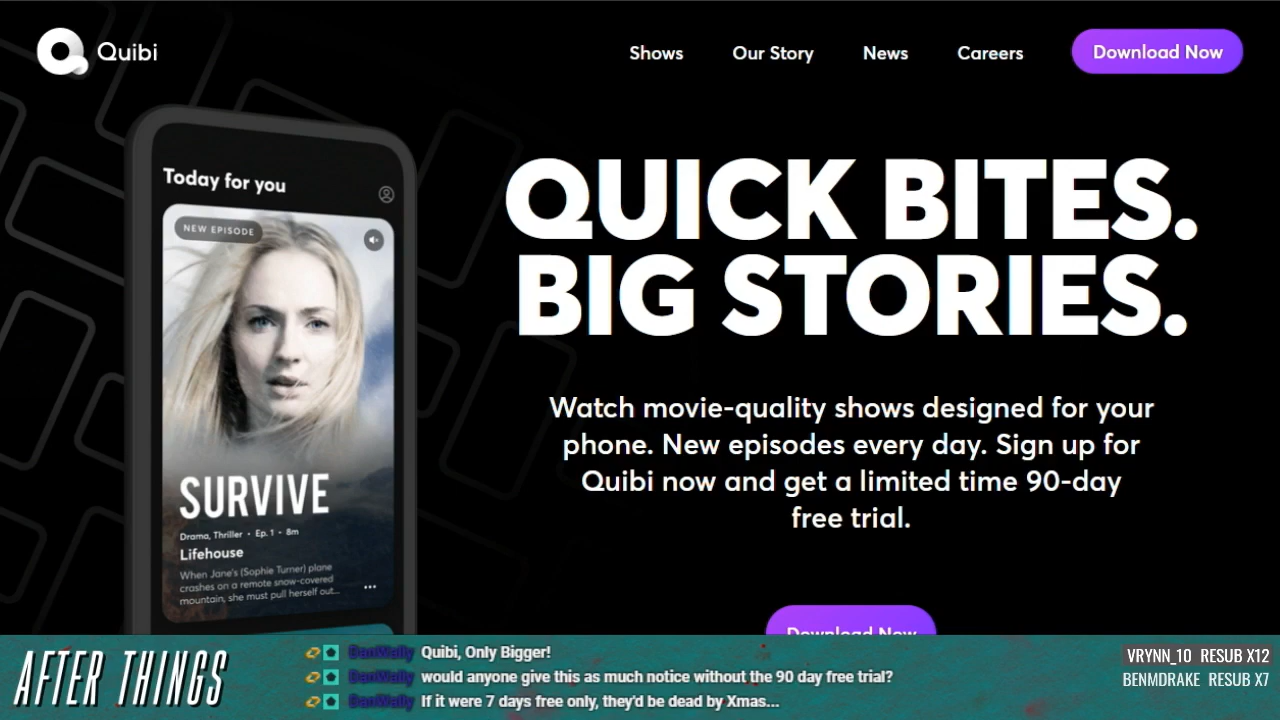 Quibi
Shows Our Story News Careers Download Now
Today for you
NEW EPISODE
QUICK BITES.
BIG STORIES.
Watch movie-quality shows designed for your
phone. New episodes every day. Sign up for
Quibi now and get a limited time 90-day
free trial.
SURVIVE
Drama, Thriller • Ep. 1 • 8m
Lifehouse
When Jane's (Sophie Turner) plane
crashes on a remote snow-covered
mountain, she must pull herself out...
Download Now
AFTER THINGS
DanWally Quibi, Only Bigger!
DanWally would anyone give this as much notice without the 90 day free trial?
DanWally If it were 7 days free only, they'd be dead by Xmas...
VRYNN_10 RESUB X12
BENMDRAKE RESUB X7